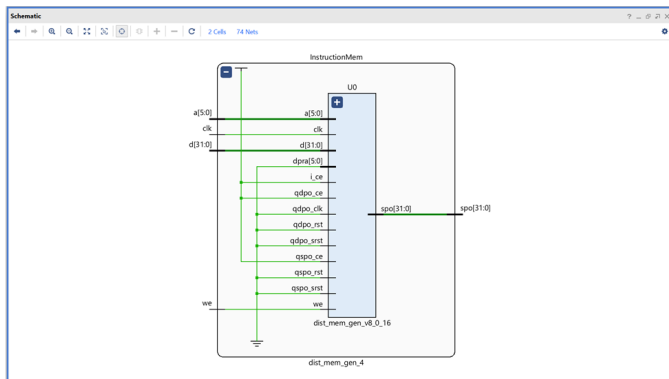 Schematic
2 Cells 74 Nets
InstructionMem
U0
a[5:0] a[5:0]
clk clk
d[31:0] d[31:0]
dpra[5:0]
i_ce
qdpo_ce
qdpo_clk spo[31:0] spo[31:0]
qdpo_rst
qdpo_srst
qspo_ce
qspo_rst
qspo_srst
we we
dist_mem_gen_v8_0_16
dist_mem_gen_4